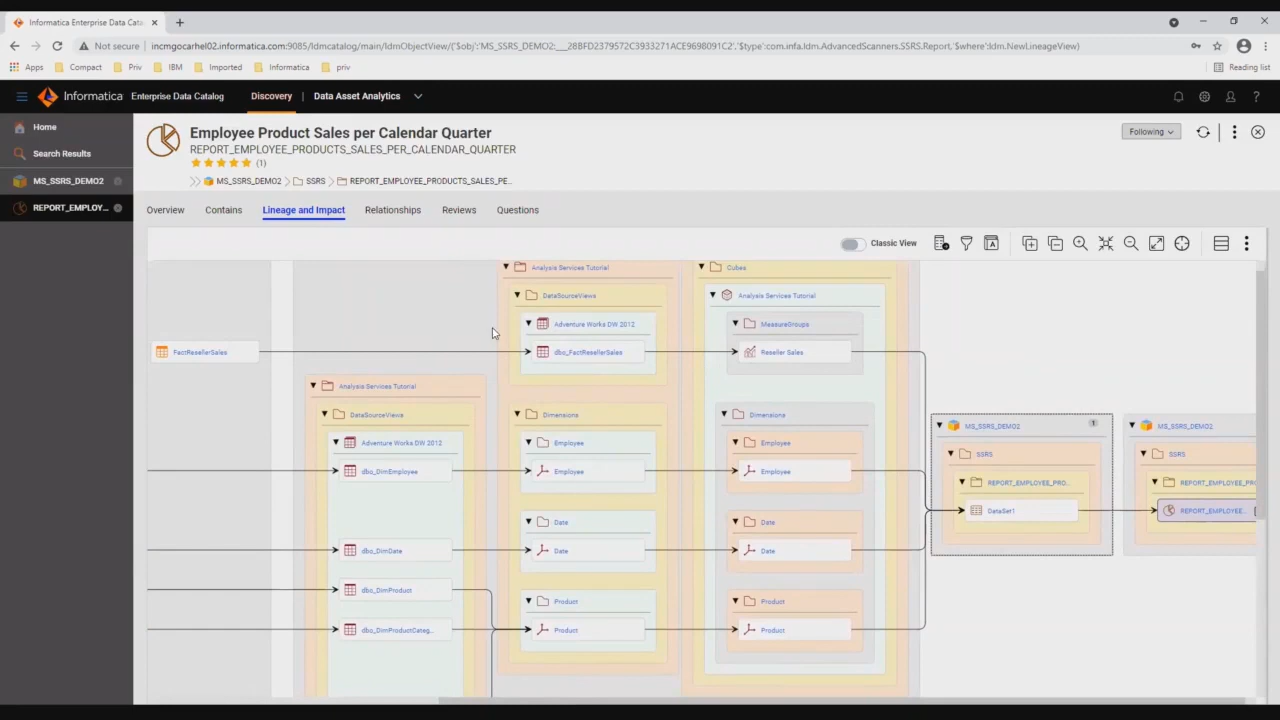 Informatica Enterprise Data Cata
Not secure
incmgocarhel02.informatica.com:9085/ldmcatalog/main/ldmObjectView/('$obj':'MS_SSRS_DEMO2:___28BFD2379572C3933271ACE9698091C2','$type':com.infa.ldm.AdvancedScanners.SSRS.Report,'$where':ldm.NewLineageView)
Apps Compact Priv IBM Imported Informatica priv Reading list
Informatica Enterprise Data Catalog Discovery Data Asset Analytics
Home
Search Results
MS_SSRS_DEMO2
REPORT_EMPLOY...
Employee Product Sales per Calendar Quarter
Following
REPORT_EMPLOYEE_PRODUCTS_SALES_PER_CALENDAR_QUARTER
(1)
MS_SSRS_DEMO2 SSRS REPORT_EMPLOYEE_PRODUCTS_SALES_PE...
Overview Contains Lineage and Impact Relationships Reviews Questions
Classic View
Analysis Services Tutorial Cubes
DataSourceViews Analysis Services Tutorial
Adventure Works DW 2012 MeasureGroups
FactResellerSales dbo_FactResellerSales Reseller Sales
Analysis Services Tutorial
DataSourceViews Dimensions Dimensions
MS_SSRS_DEMO2 1 MS_SSRS_DEMO2
Adventure Works DW 2012 Employee Employee
SSRS SSRS
dbo_DimEmployee Employee Employee
REPORT_EMPLOYEE_PRO... REPORT_EMPLOYEE_PR
DataSet1 REPORT_EMPLOYEE...
Date Date
dbo_DimDate Date Date
dbo_DimProduct
Product Product
dbo_DimProductCateg... Product Product